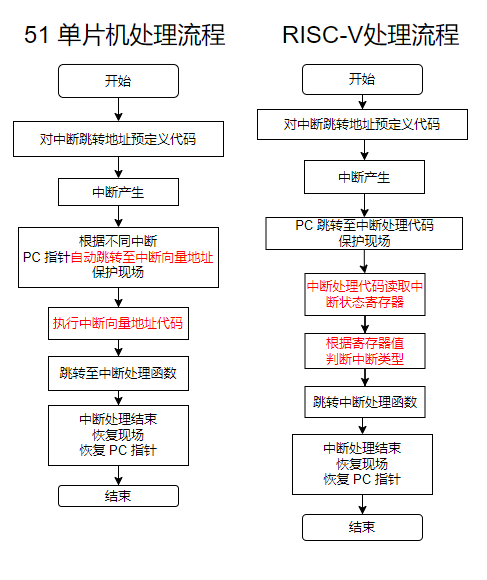 51 单片机处理流程
开始
对中断跳转地址预定义代码
中断产生
根据不同中断
PC 指针自动跳转至中断向量地址
保护现场
执行中断向量地址代码
跳转至中断处理函数
中断处理结束
恢复现场
恢复 PC 指针
结束
RISC-V处理流程
开始
对中断跳转地址预定义代码
中断产生
PC 跳转至中断处理代码
保护现场
中断处理代码读取中
断状态寄存器
根据寄存器值
判断中断类型
跳转中断处理函数
中断处理结束
恢复现场
恢复 PC 指针
结束